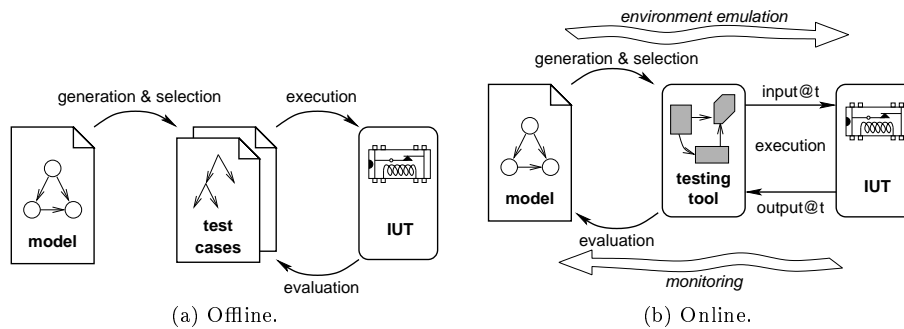 generation & selection
execution
model
test
cases
IUT
evaluation
(a) Offline.
environment emulation
generation & selection
input@t
execution
model
testing
tool
IUT
output@t
evaluation
monitoring
(b) Online.